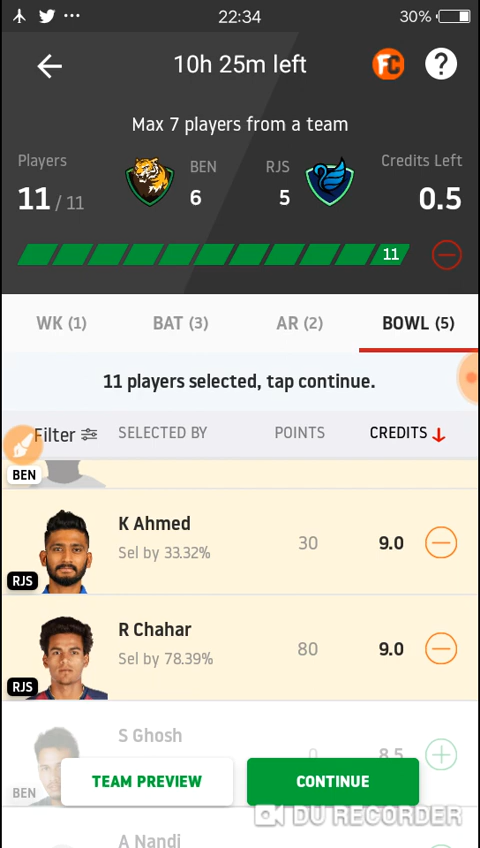 22:34
30%
10h 25m left
FC
?
Max 7 players from a team
Players
BEN
RJS
Credits Left
11 / 11
6
5
0.5
11
WK (1)
BAT (3)
AR (2)
BOWL (5)
11 players selected, tap continue.
Filter
SELECTED BY
POINTS
CREDITS
BEN
K Ahmed
Sel by 33.32%
30
9.0
RJS
R Chahar
Sel by 78.39%
80
9.0
RJS
S Ghosh
0
8.5
BEN
TEAM PREVIEW
CONTINUE
DU RECORDER
A Nandi